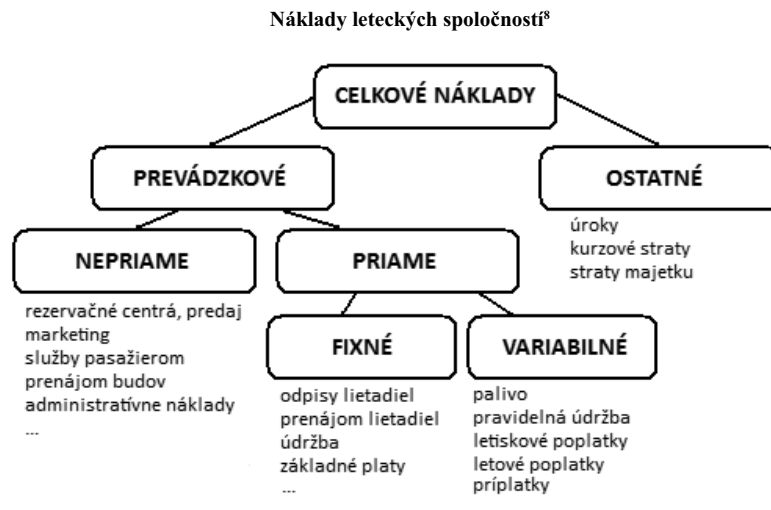 Náklady leteckých spoločností⁸
CELKOVÉ NÁKLADY
PREVÁDZKOVÉ
OSTATNÉ
úroky
kurzové straty
straty majetku
NEPRIAME
PRIAME
rezervačné centrá, predaj
marketing
služby pasažierom
prenájom budov
administratívne náklady
...
FIXNÉ
VARIABILNÉ
odpisy lietadiel
prenájom lietadiel
údržba
základné platy
...
palivo
pravidelná údržba
letiskové poplatky
letové poplatky
príplatky